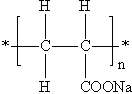 H H
* C C *
n
H COONa